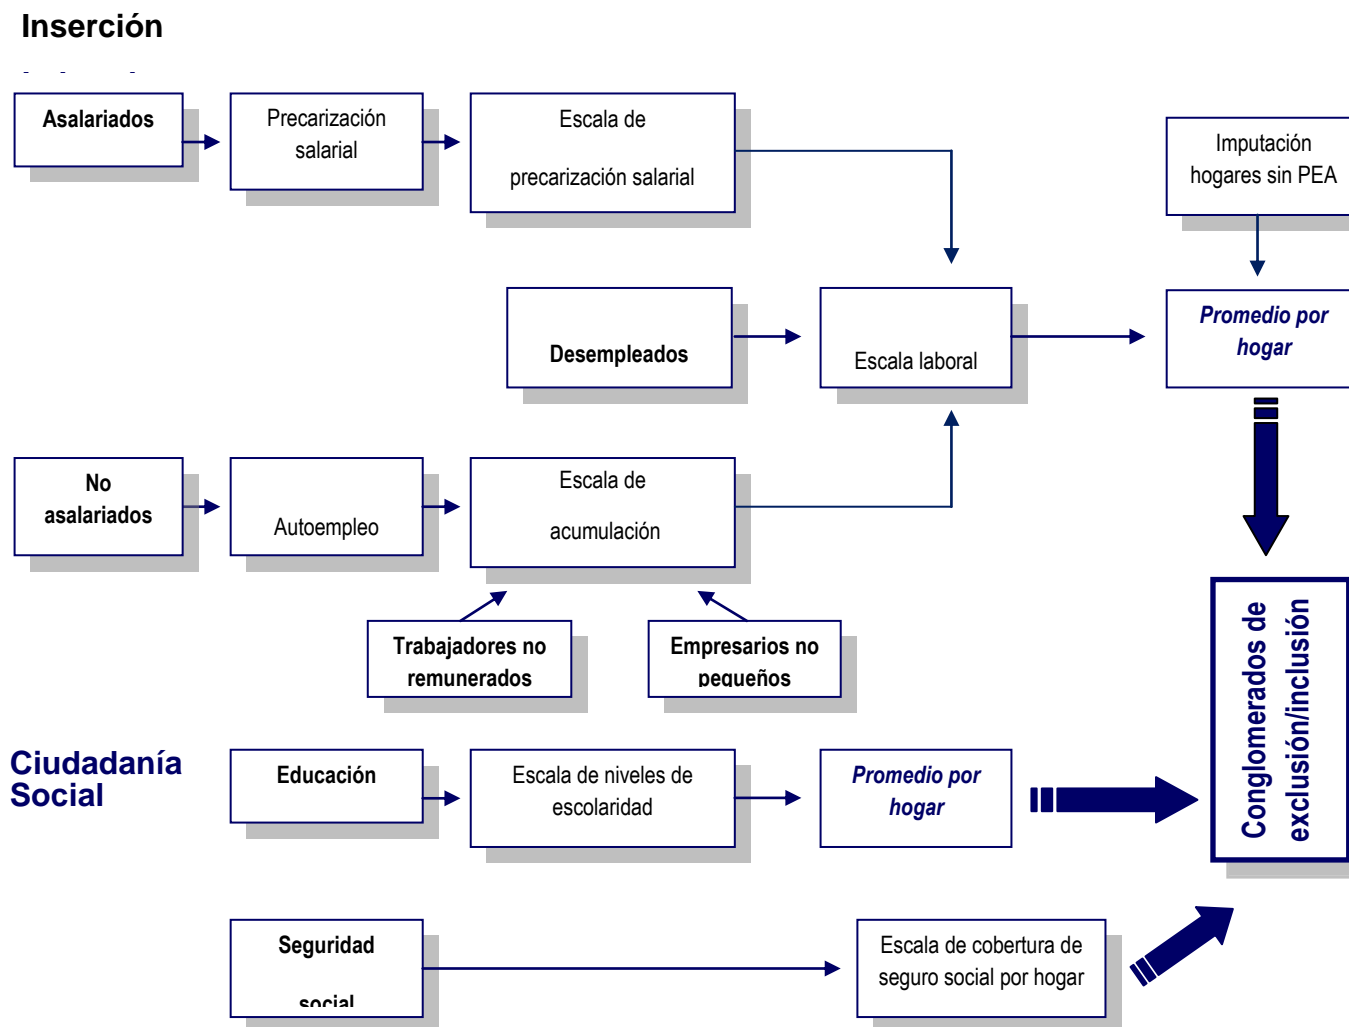 Inserción
Asalariados
Precarización
salarial
Escala de
precarización salarial
Imputación
hogares sin PEA
Desempleados
Escala laboral
Promedio por
hogar
No
asalariados
Autoempleo
Escala de
acumulación
Trabajadores no
remunerados
Empresarios no
pequeños
Conglomerados de
exclusión/inclusión
Ciudadanía
Social
Educación
Escala de niveles de
escolaridad
Promedio por
hogar
Seguridad
social
Escala de cobertura de
seguro social por hogar